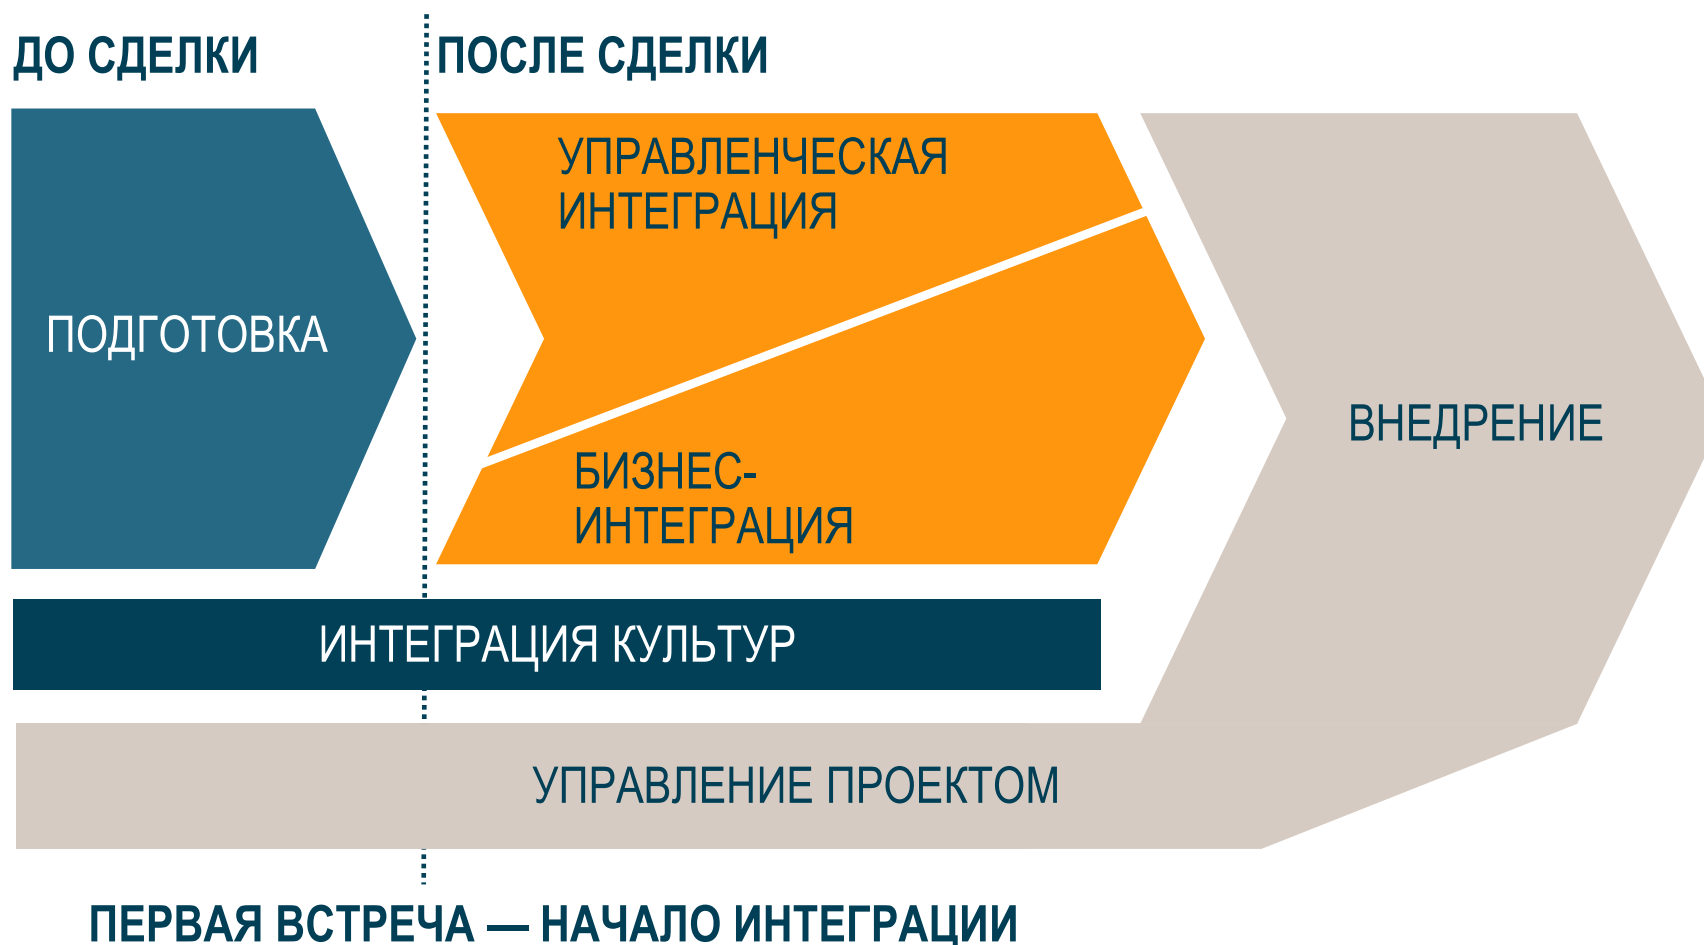 ДО СДЕЛКИ
ПОСЛЕ СДЕЛКИ
УПРАВЛЕНЧЕСКАЯ
ИНТЕГРАЦИЯ
ПОДГОТОВКА
ВНЕДРЕНИЕ
БИЗНЕС-
ИНТЕГРАЦИЯ
ИНТЕГРАЦИЯ КУЛЬТУР
УПРАВЛЕНИЕ ПРОЕКТОМ
ПЕРВАЯ ВСТРЕЧА — НАЧАЛО ИНТЕГРАЦИИ